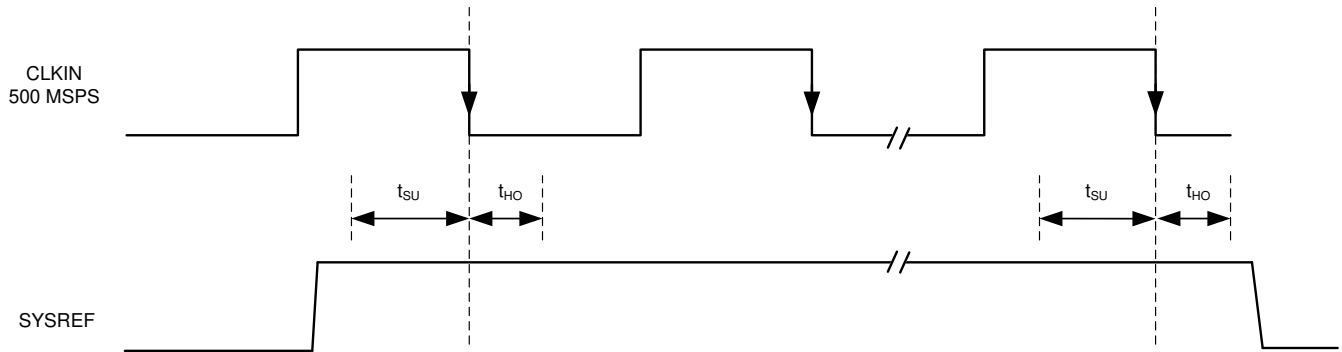 CLKIN
500 MSPS
tSU
tHO
tSU
tHO
SYSREF